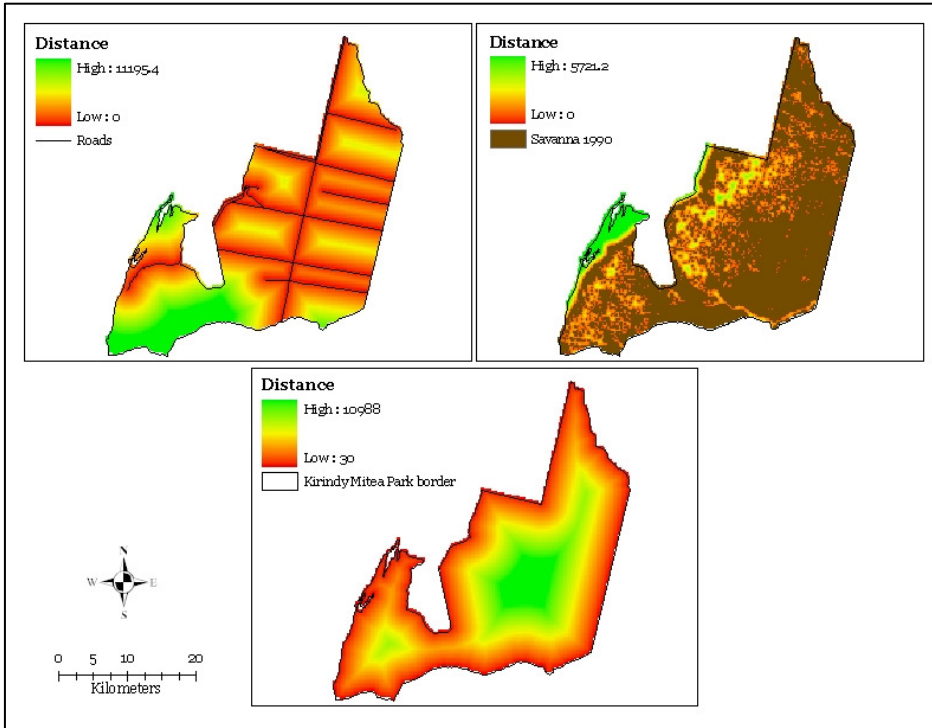 Distance
High : 11195.4
Low : 0
Roads
Distance
High : 5721.2
Low : 0
Savanna 1990
Distance
High : 10988
Low : 30
Kirindy Mitea Park border
N
W E
S
0 5 10 20
Kilometers